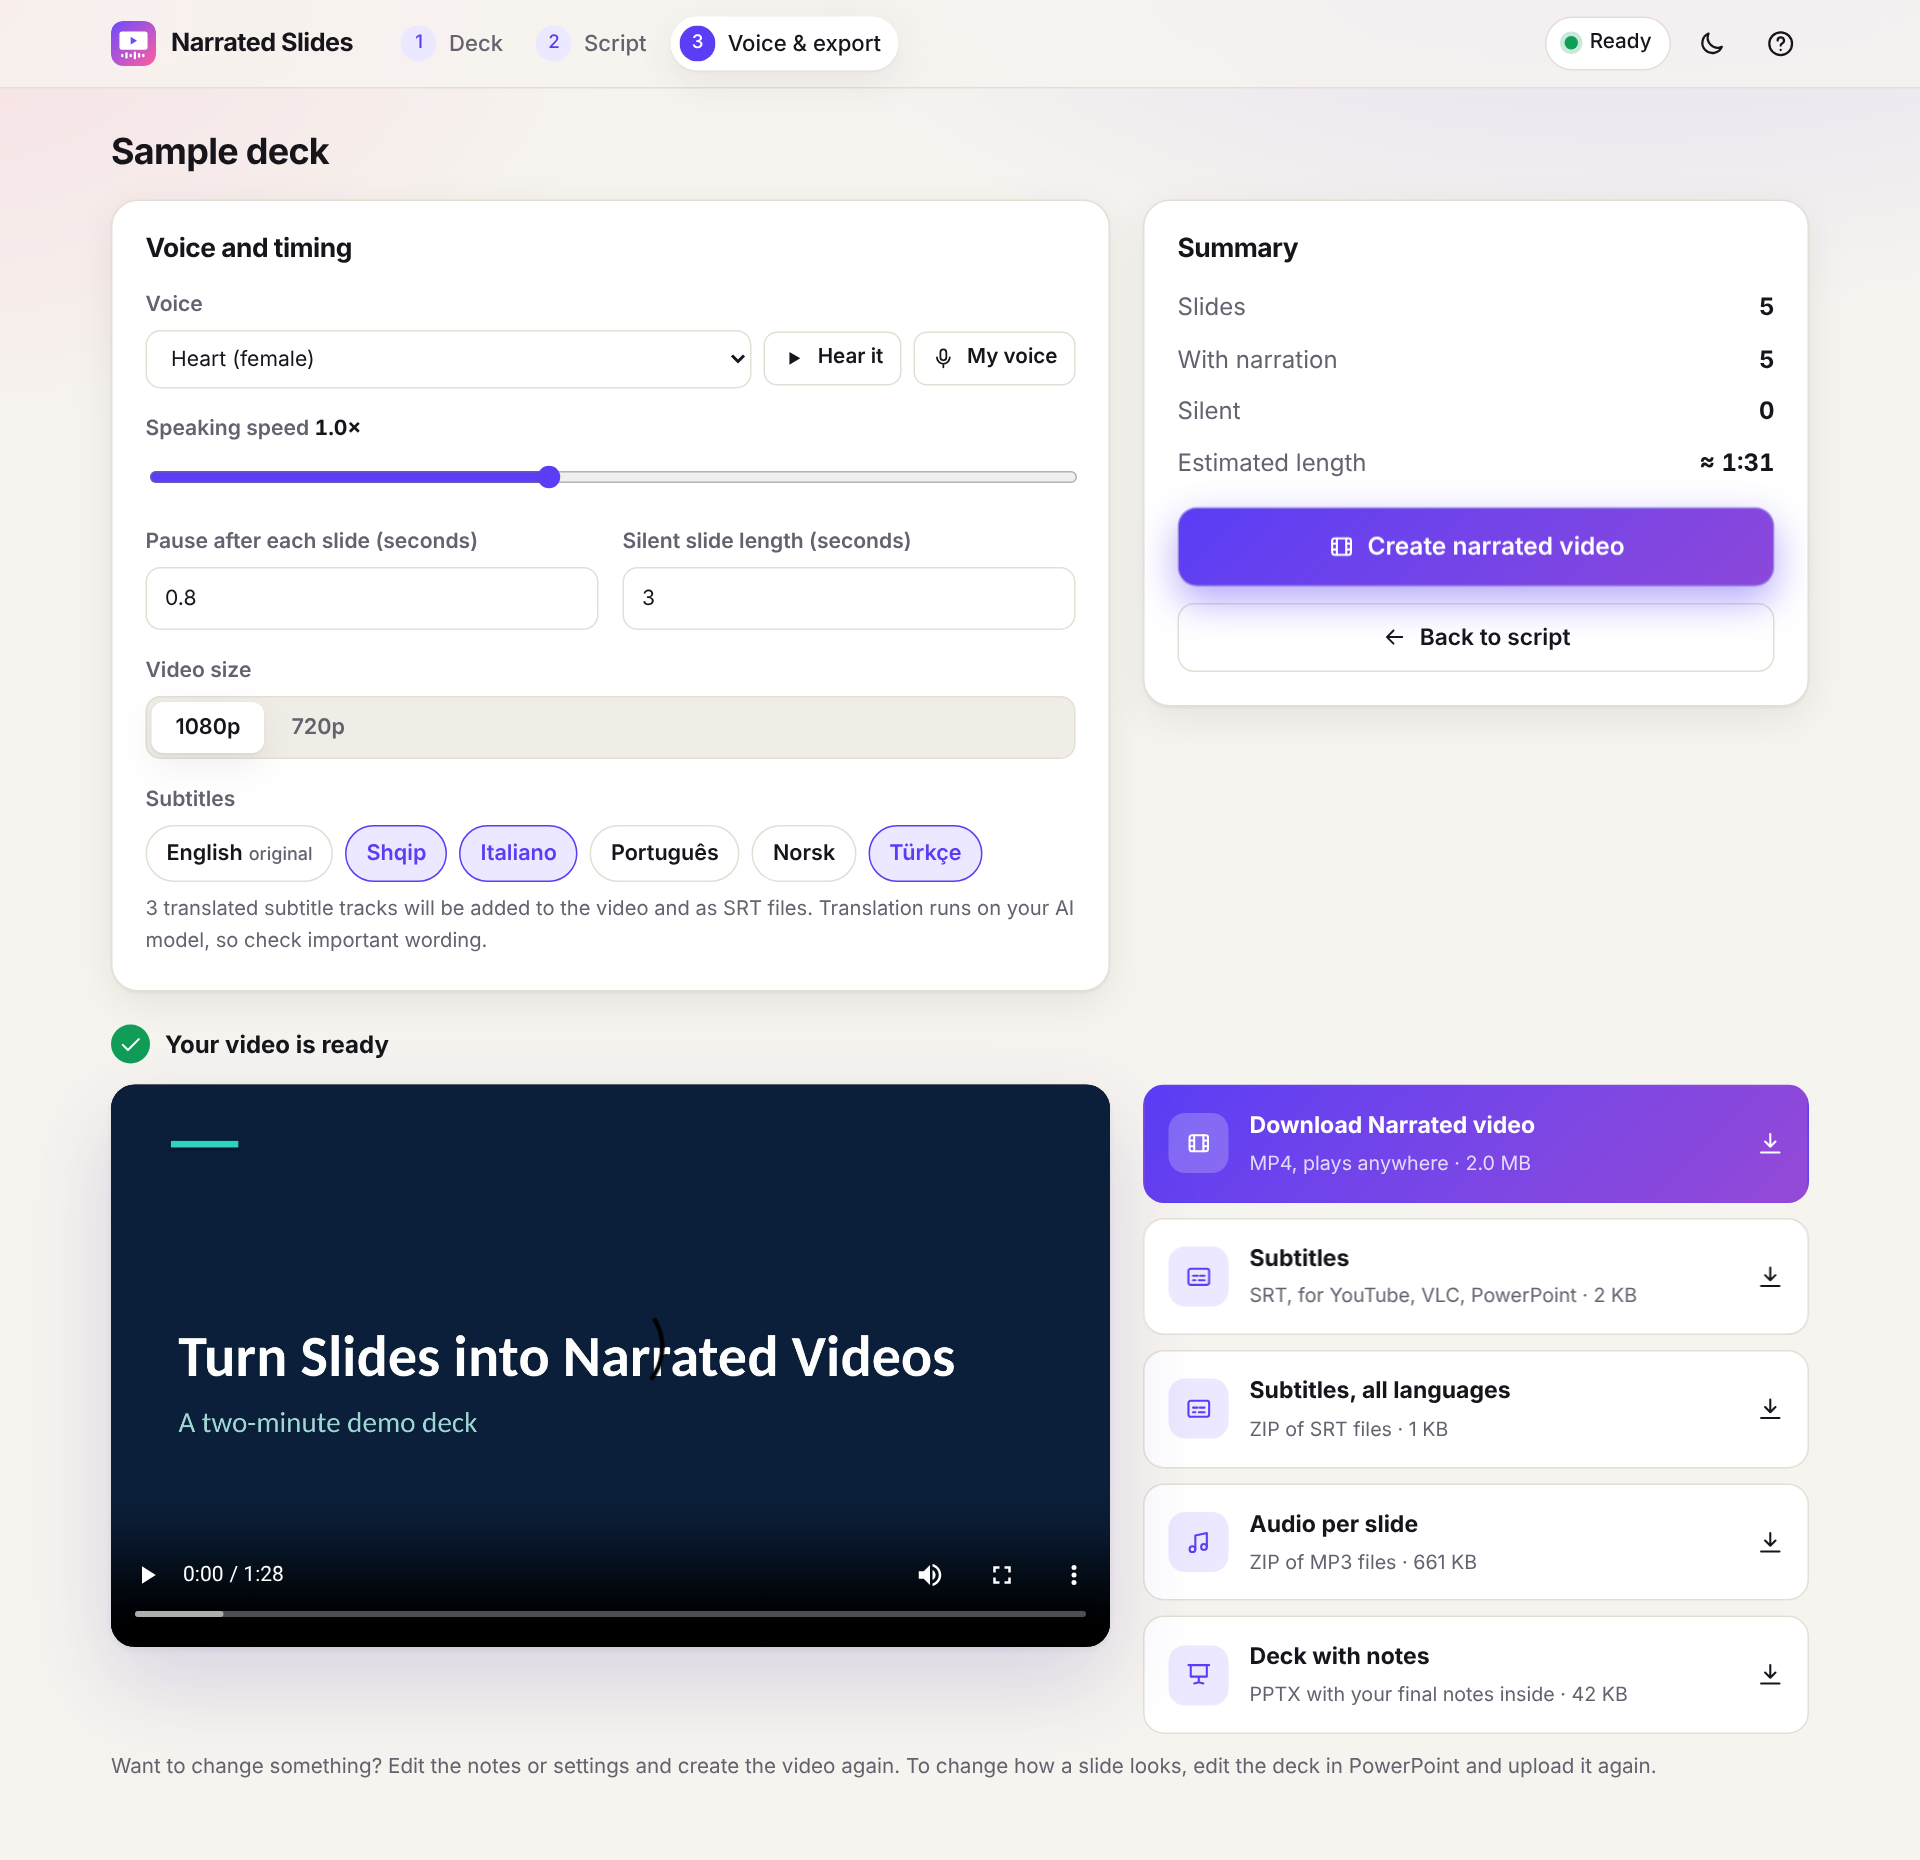 Narrated Slides
1 Deck
2 Script
3 Voice & export
Ready
Sample deck
Voice and timing
Voice
Heart (female)
Hear it
My voice
Speaking speed 1.0×
Pause after each slide (seconds)
Silent slide length (seconds)
0.8
3
Video size
1080p
720p
Subtitles
English original
Shqip
Italiano
Português
Norsk
Türkçe
3 translated subtitle tracks will be added to the video and as SRT files. Translation runs on your AI
model, so check important wording.
Summary
Slides 5
With narration 5
Silent 0
Estimated length ≈ 1:31
Create narrated video
← Back to script
Your video is ready
Turn Slides into Narrated Videos
A two-minute demo deck
0:00 / 1:28
Download Narrated video
MP4, plays anywhere · 2.0 MB
Subtitles
SRT, for YouTube, VLC, PowerPoint · 2 KB
Subtitles, all languages
ZIP of SRT files · 1 KB
Audio per slide
ZIP of MP3 files · 661 KB
Deck with notes
PPTX with your final notes inside · 42 KB
Want to change something? Edit the notes or settings and create the video again. To change how a slide looks, edit the deck in PowerPoint and upload it again.